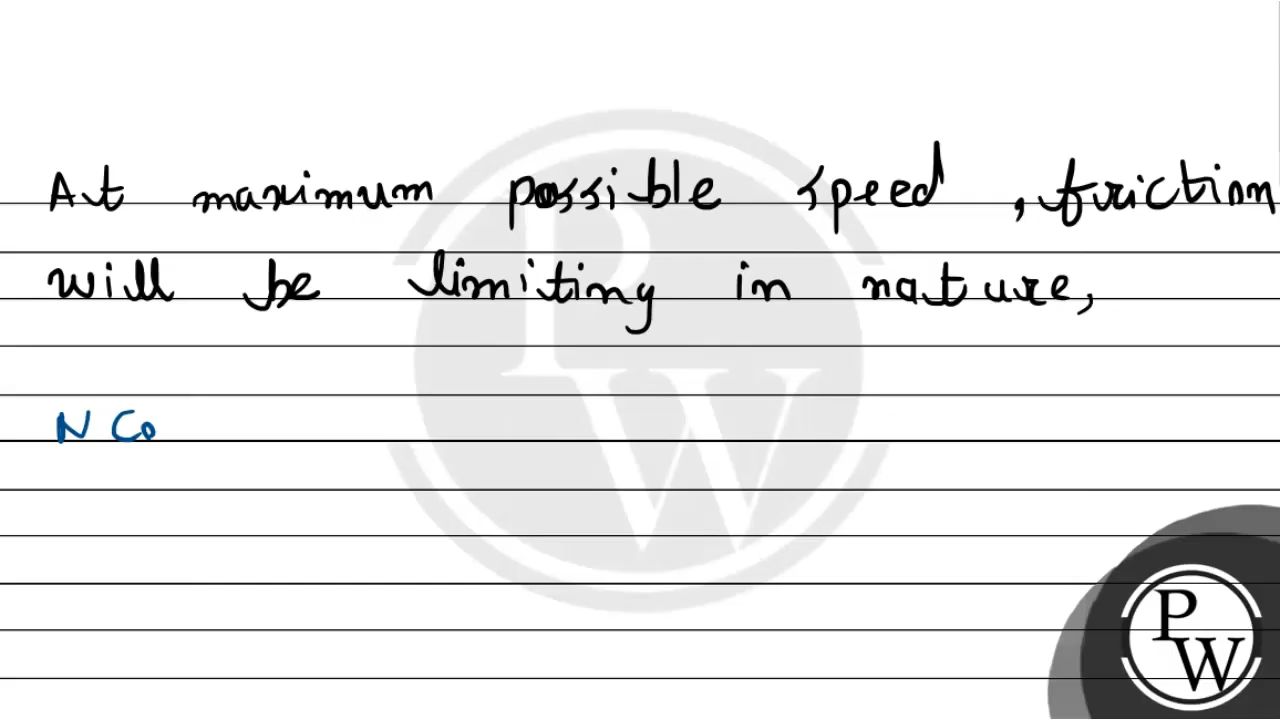 At maximum possible speed, friction
will be limiting in nature,
N Co
P
W
P
W